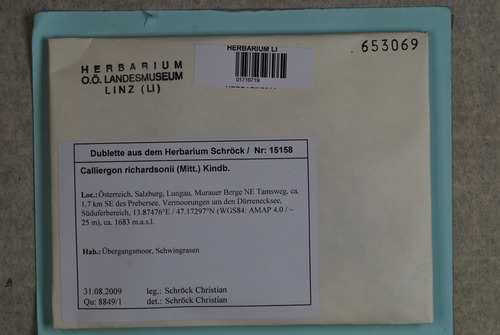 HERBARIUM
O.Ö. LANDESMUSEUM
LINZ (LI)
HERBARIUM LI
01716719
.653069
Dublette aus dem Herbarium Schröck / Nr: 15158
Calliergon richardsonii (Mitt.) Kindb.
Loc.: Österreich, Salzburg, Lungau, Murauer Berge NE Tamsweg, ca.
1,7 km SE des Prebersee, Vermoorungen um den Dürrenecksee,
Süduferbereich, 13.87476°E / 47.17297°N (WGS84: AMAP 4.0 / ~
25 m), ca. 1683 m.a.s.l.
Hab.: Übergangsmoor, Schwingrasen
31.08.2009 leg.: Schröck Christian
Qu: 8849/1 det.: Schröck Christian